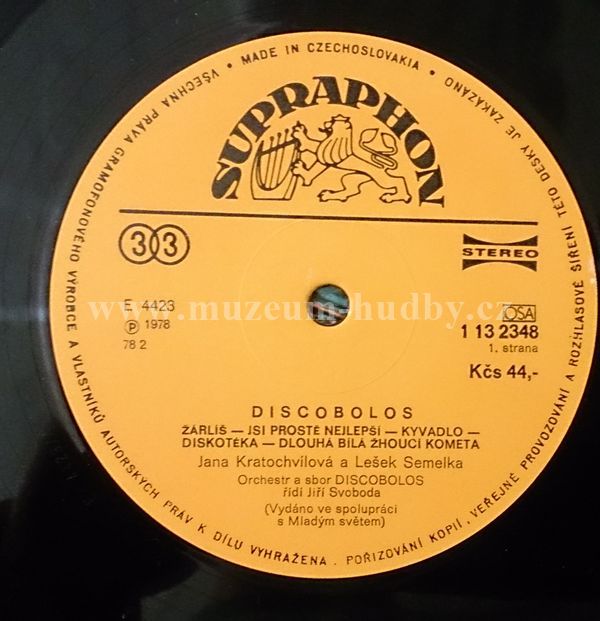 VŠECHNA PRÁVA GRAMOFONOVÉHO VÝROBCE A VLASTNÍKŮ AUTORSKÝCH PRÁV K DÍLU VYHRAŽENA. POŘIZOVÁNÍ KOPIÍ, VEŘEJNÉ PROVOZOVÁNÍ A ROZHLASOVÉ ŠÍŘENÍ TÉTO DESKY JE ZAKÁZÁNO • MADE IN CZECHOSLOVAKIA •
SUPRAPHON
33
STEREO
www.muzeum-hudby.cz
E 4423
OSA
℗ 1978
1 13 2348
78 2
1. strana
Kčs 44,-
DISCOBOLOS
ŽÁRLÍŠ — JSI PROSTĚ NEJLEPŠÍ — KYVADLO —
DISKOTÉKA — DLOUHÁ BÍLÁ ŽHOUCÍ KOMETA
Jana Kratochvílová a Lešek Semelka
Orchestr a sbor DISCOBOLOS
řídí Jiří Svoboda
(Vydáno ve spolupráci
s Mladým světem)